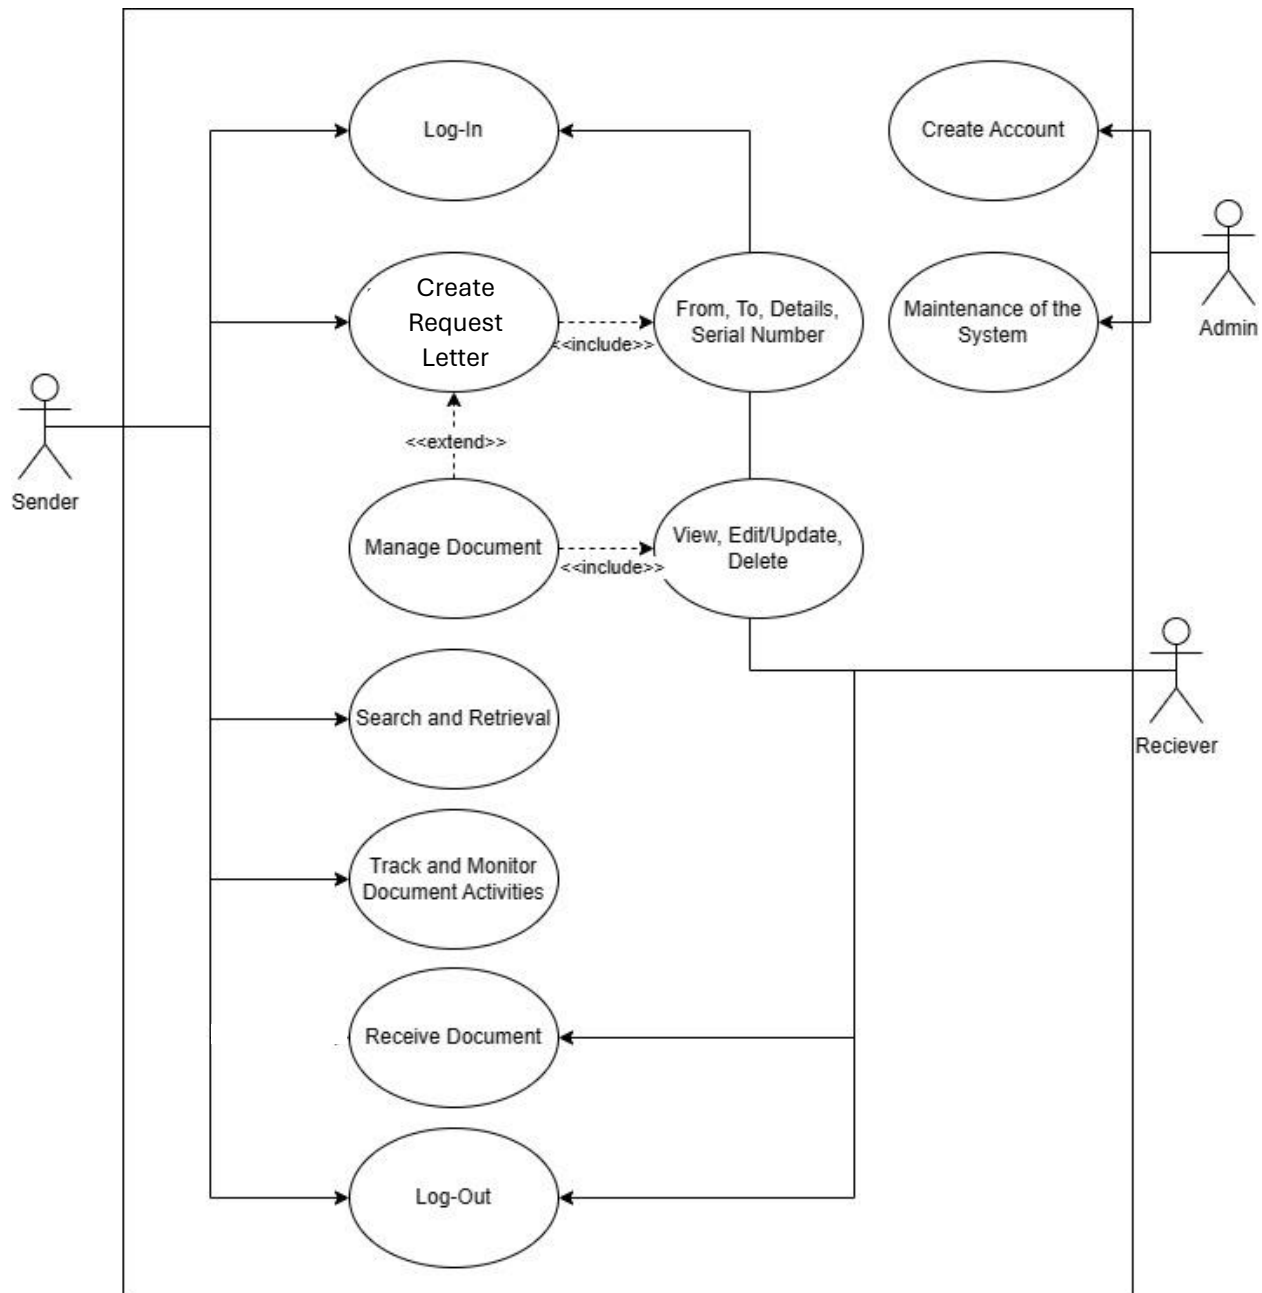 Log-In
Create Account
Create
Request
Letter
<<include>>
From, To, Details,
Serial Number
Maintenance of the
System
Admin
Sender
<<extend>>
Manage Document
<<include>>
View, Edit/Update,
Delete
Reciever
Search and Retrieval
Track and Monitor
Document Activities
Receive Document
Log-Out